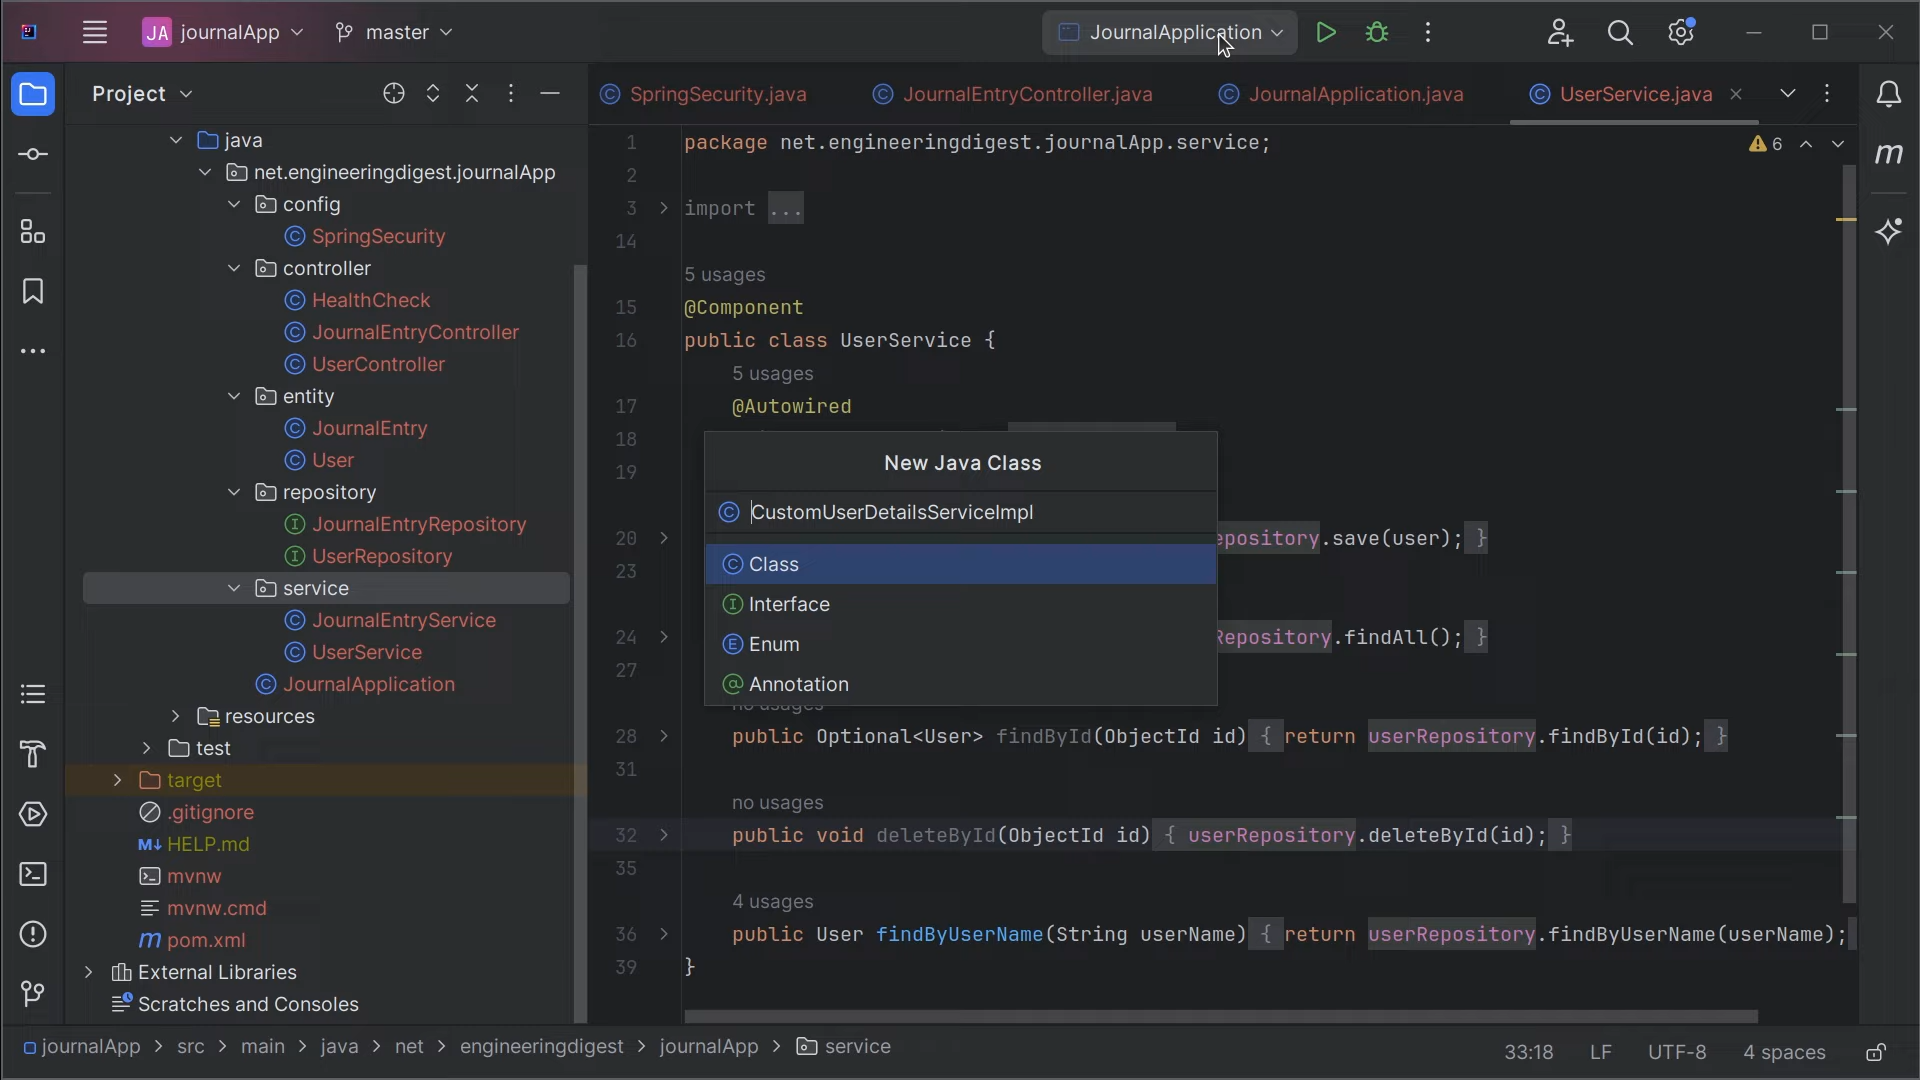 JA journalApp master JournalApplication
Project
SpringSecurity.java JournalEntryController.java JournalApplication.java UserService.java
java
net.engineeringdigest.journalApp
config
SpringSecurity
controller
HealthCheck
JournalEntryController
UserController
entity
JournalEntry
User
repository
JournalEntryRepository
UserRepository
service
JournalEntryService
UserService
JournalApplication
resources
test
target
.gitignore
HELP.md
mvnw
mvnw.cmd
pom.xml
External Libraries
Scratches and Consoles
1 package net.engineeringdigest.journalApp.service;
6
2
3 import ...
14
5 usages
15 @Component
16 public class UserService {
5 usages
17 @Autowired
18
19
New Java Class
CustomUserDetailsServiceImpl
Class
Interface
Enum
Annotation
20 epository.save(user); }
23
24 Repository.findAll(); }
27
no usages
28 public Optional<User> findById(ObjectId id) { return userRepository.findById(id); }
31
no usages
32 public void deleteById(ObjectId id) { userRepository.deleteById(id); }
35
4 usages
36 public User findByUserName(String userName) { return userRepository.findByUserName(userName);
39 }
journalApp > src > main > java > net > engineeringdigest > journalApp > service
33:18 LF UTF-8 4 spaces